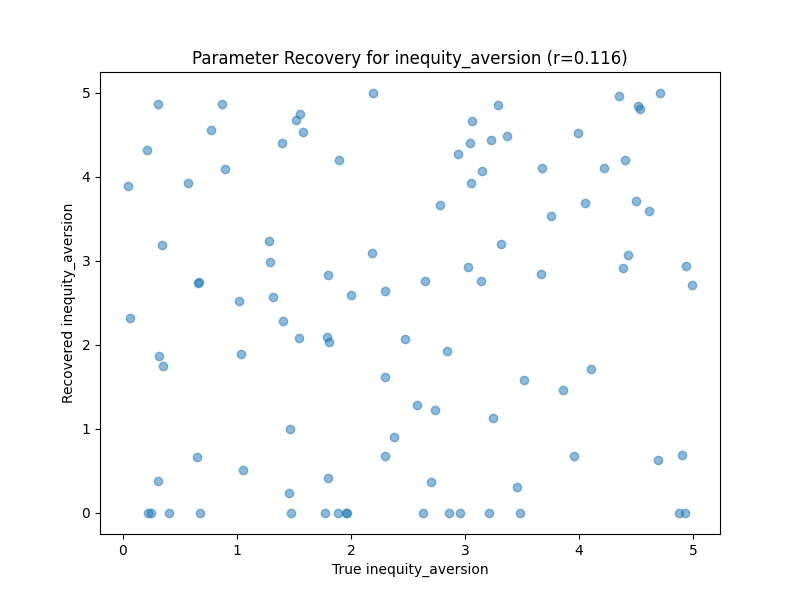 Parameter Recovery for inequity_aversion (r=0.116)
Recovered inequity_aversion
5
4
3
2
1
0
0 1 2 3 4 5
True inequity_aversion